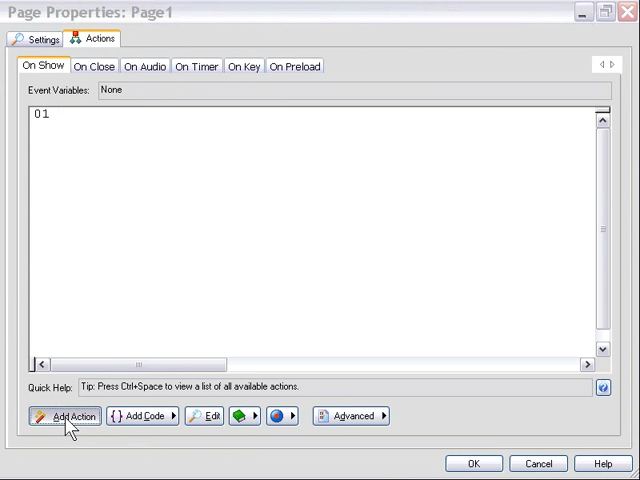 Page Properties: Page1
Settings Actions
On Show On Close On Audio On Timer On Key On Preload
Event Variables: None
01
Quick Help: Tip: Press Ctrl+Space to view a list of all available actions.
Add Action Add Code Edit Advanced
OK Cancel Help